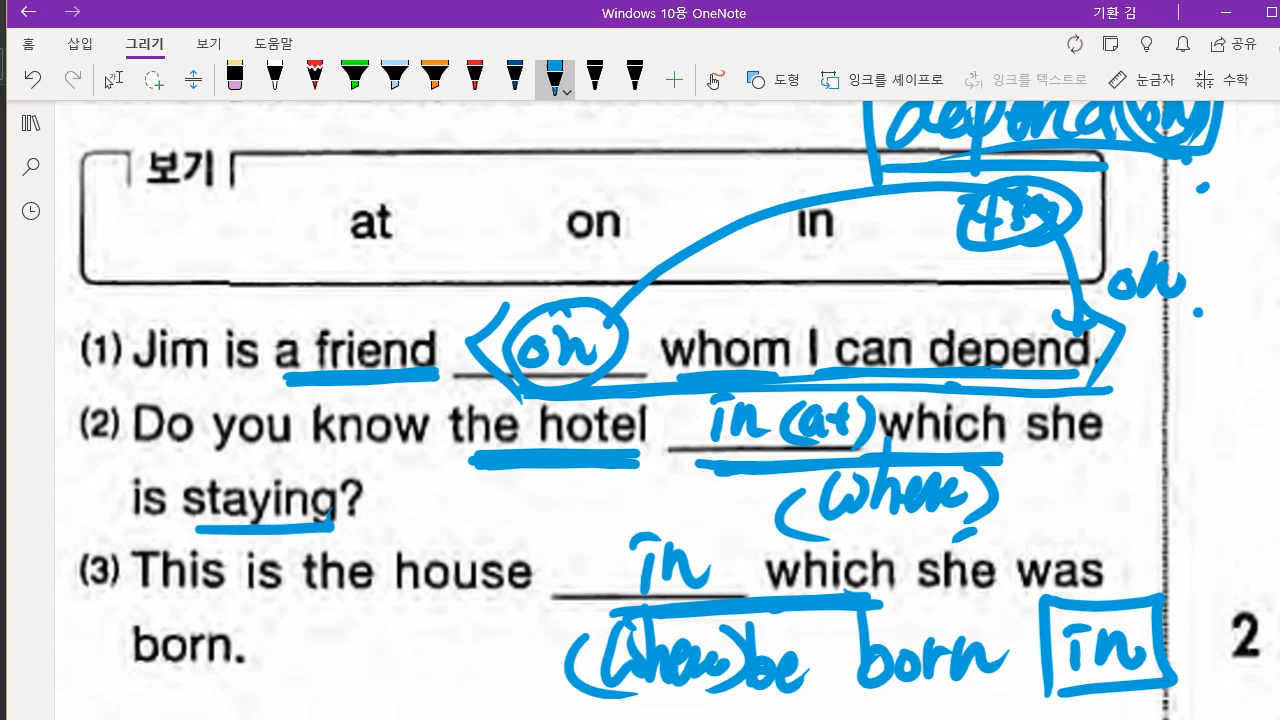 Windows 10용 OneNote
기환 김
홈 삽입 그리기 보기 도움말
공유
도형 잉크를 셰이프로 잉크를 텍스트로 눈금자 수학
depend (on)
보기
at on in
on
(1) Jim is a friend on whom I can depend.
(2) Do you know the hotel in (at) which she
is staying?
(where)
(3) This is the house in which she was
born.
(where) be born in
2